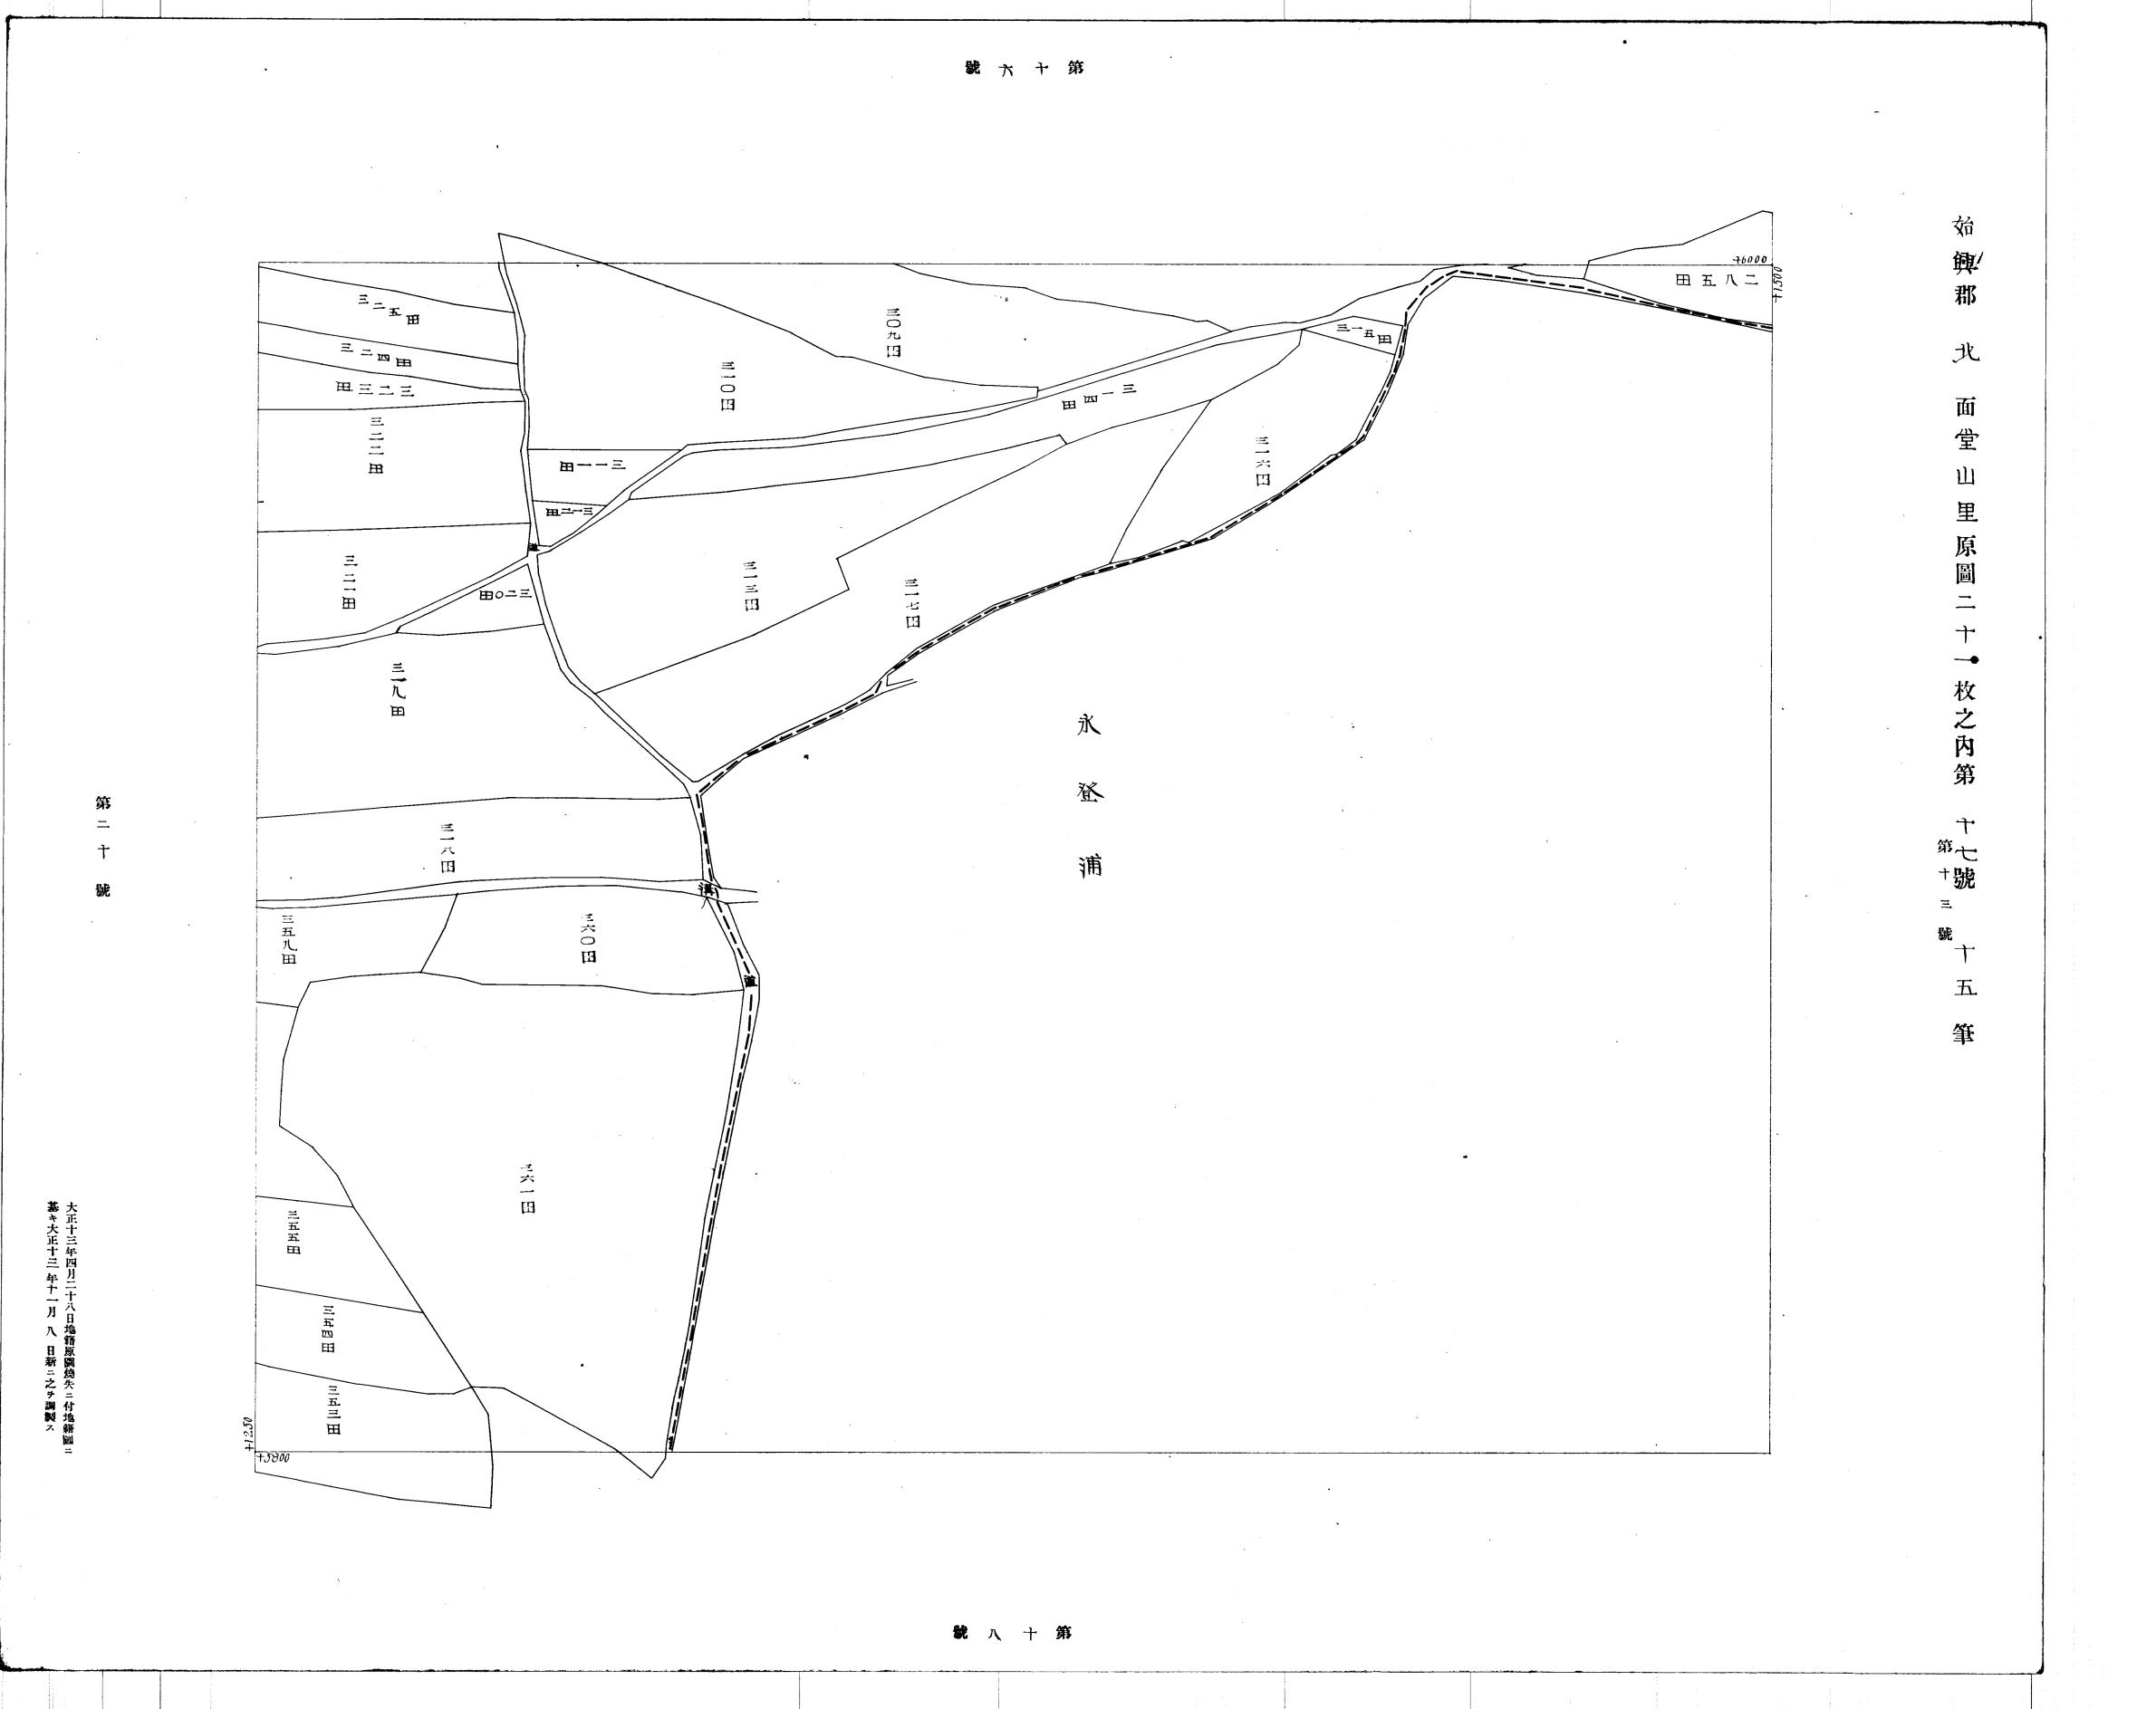 始興郡 北面堂山里原圖二十一枚之內第十七號 十五筆
第十三號
第十六號
+6000
+1500
二八五田
三〇九田
三一〇田
三一五田
三一四田
三一六田
三二五田
三二四田
三二三田
三二二田
三一一田
三一二田
道
三二一田
三二〇田
三一三田
三一七田
三一九田
永登浦
三一八田
溝
三五九田
三六〇田
道
三六一田
三五五田
三五四田
三五三田
+1250
+5800
第二十號
第十八號
大正十三年四月二十八日地籍原圖燒失ニ付地籍圖ニ
基キ大正十三年十一月八日新ニ之ヲ調製ス